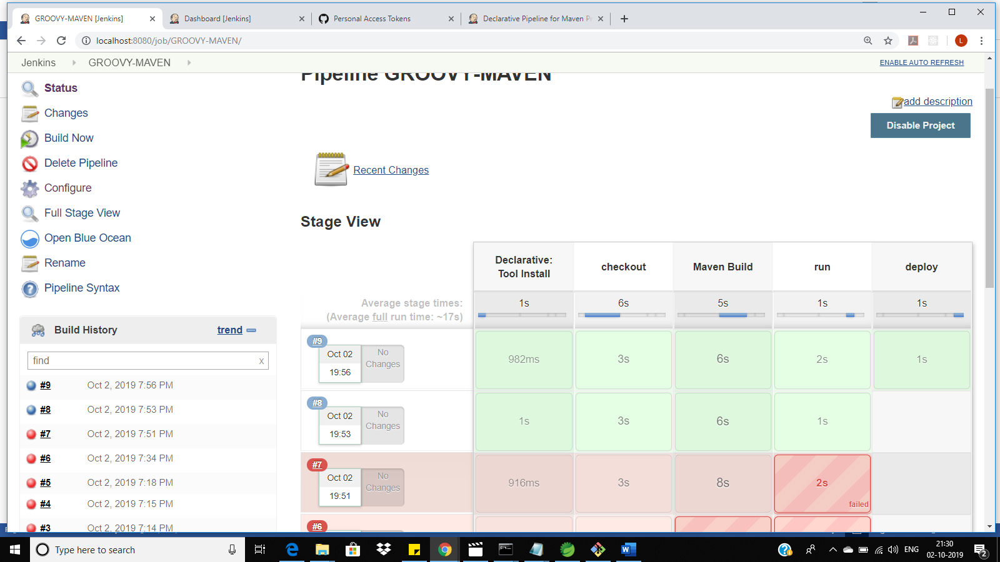 GROOVY-MAVEN [Jenkins]
Dashboard [Jenkins]
Personal Access Tokens
Declarative Pipeline for Maven P
localhost:8080/job/GROOVY-MAVEN/
L
Jenkins
GROOVY-MAVEN
ENABLE AUTO REFRESH
Pipeline GROOVY-MAVEN
Status
Changes
Build Now
Delete Pipeline
Configure
Full Stage View
Open Blue Ocean
Rename
Pipeline Syntax
add description
Disable Project
Recent Changes
Stage View
Declarative:
Tool Install
checkout
Maven Build
run
deploy
Average stage times:
(Average full run time: ~17s)
1s
6s
5s
1s
1s
#9
Oct 02
19:56
No
Changes
982ms
3s
6s
2s
1s
#8
Oct 02
19:53
No
Changes
1s
3s
6s
1s
#7
Oct 02
19:51
No
Changes
916ms
3s
8s
2s
failed
#6
Build History
trend
find
x
#9 Oct 2, 2019 7:56 PM
#8 Oct 2, 2019 7:53 PM
#7 Oct 2, 2019 7:51 PM
#6 Oct 2, 2019 7:34 PM
#5 Oct 2, 2019 7:18 PM
#4 Oct 2, 2019 7:15 PM
#3 Oct 2, 2019 7:14 PM
Type here to search
ENG
21:30
02-10-2019
2